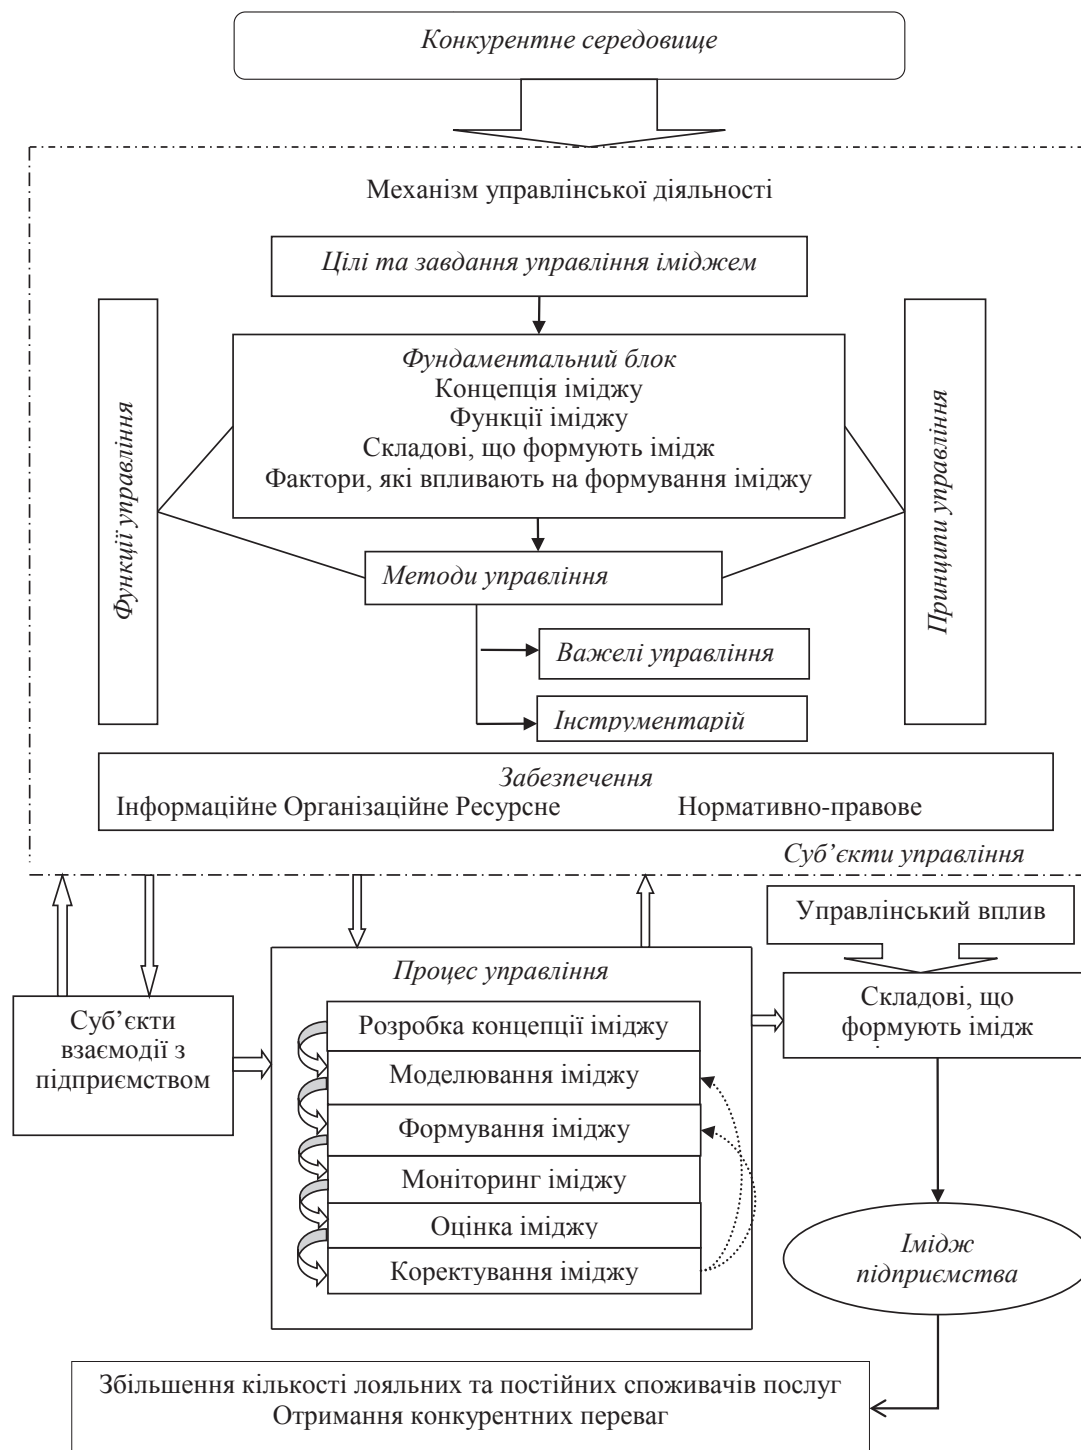 Конкурентне середовище
Механізм управлінської діяльності
Цілі та завдання управління іміджем
Функції управління
Фундаментальний блок
Концепція іміджу
Функції іміджу
Складові, що формують імідж
Фактори, які впливають на формування іміджу
Принципи управління
Методи управління
Важелі управління
Інструментарій
Забезпечення
Інформаційне Організаційне Ресурсне Нормативно-правове
Суб’єкти управління
Управлінський вплив
Суб’єкти
взаємодії з
підприємством
Процес управління
Розробка концепції іміджу
Моделювання іміджу
Формування іміджу
Моніторинг іміджу
Оцінка іміджу
Коректування іміджу
Складові, що
формують імідж
Імідж
підприємства
Збільшення кількості лояльних та постійних споживачів послуг
Отримання конкурентних переваг